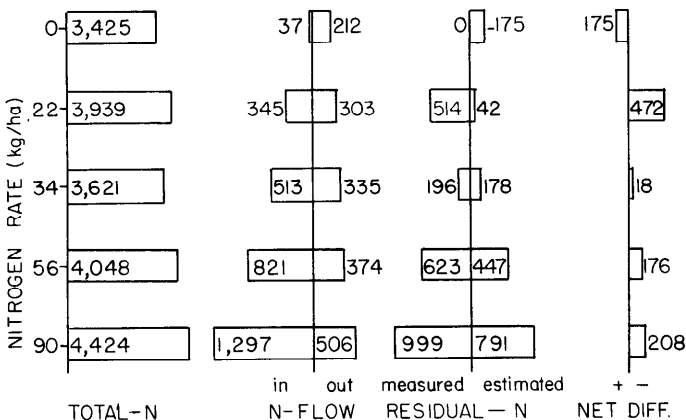 0 3,425 37 212 0 -175 175
22 3,939 345 303 514 42 472
34 3,621 513 335 196 178 18
56 4,048 821 374 623 447 176
90 4,424 1,297 506 999 791 208
NITROGEN RATE (kg/ha)
in out measured estimated + -
TOTAL-N N-FLOW RESIDUAL-N NET DIFF.